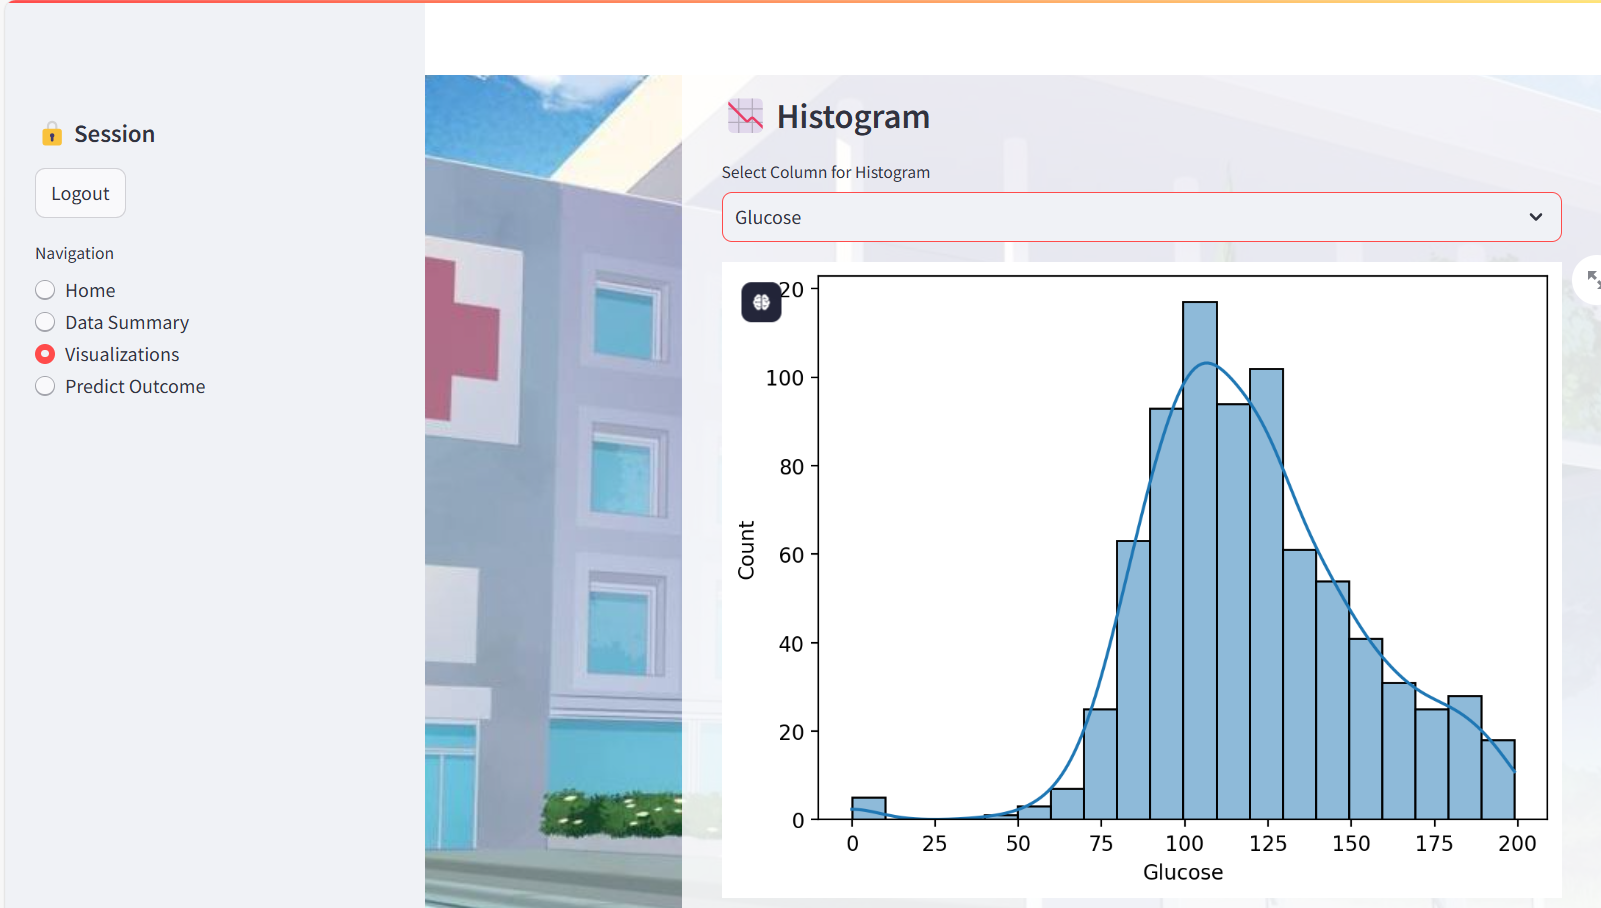 Session
Logout
Navigation
Home
Data Summary
Visualizations
Predict Outcome
Histogram
Select Column for Histogram
Glucose
20
100
80
60
40
20
0
Count
0 25 50 75 100 125 150 175 200
Glucose